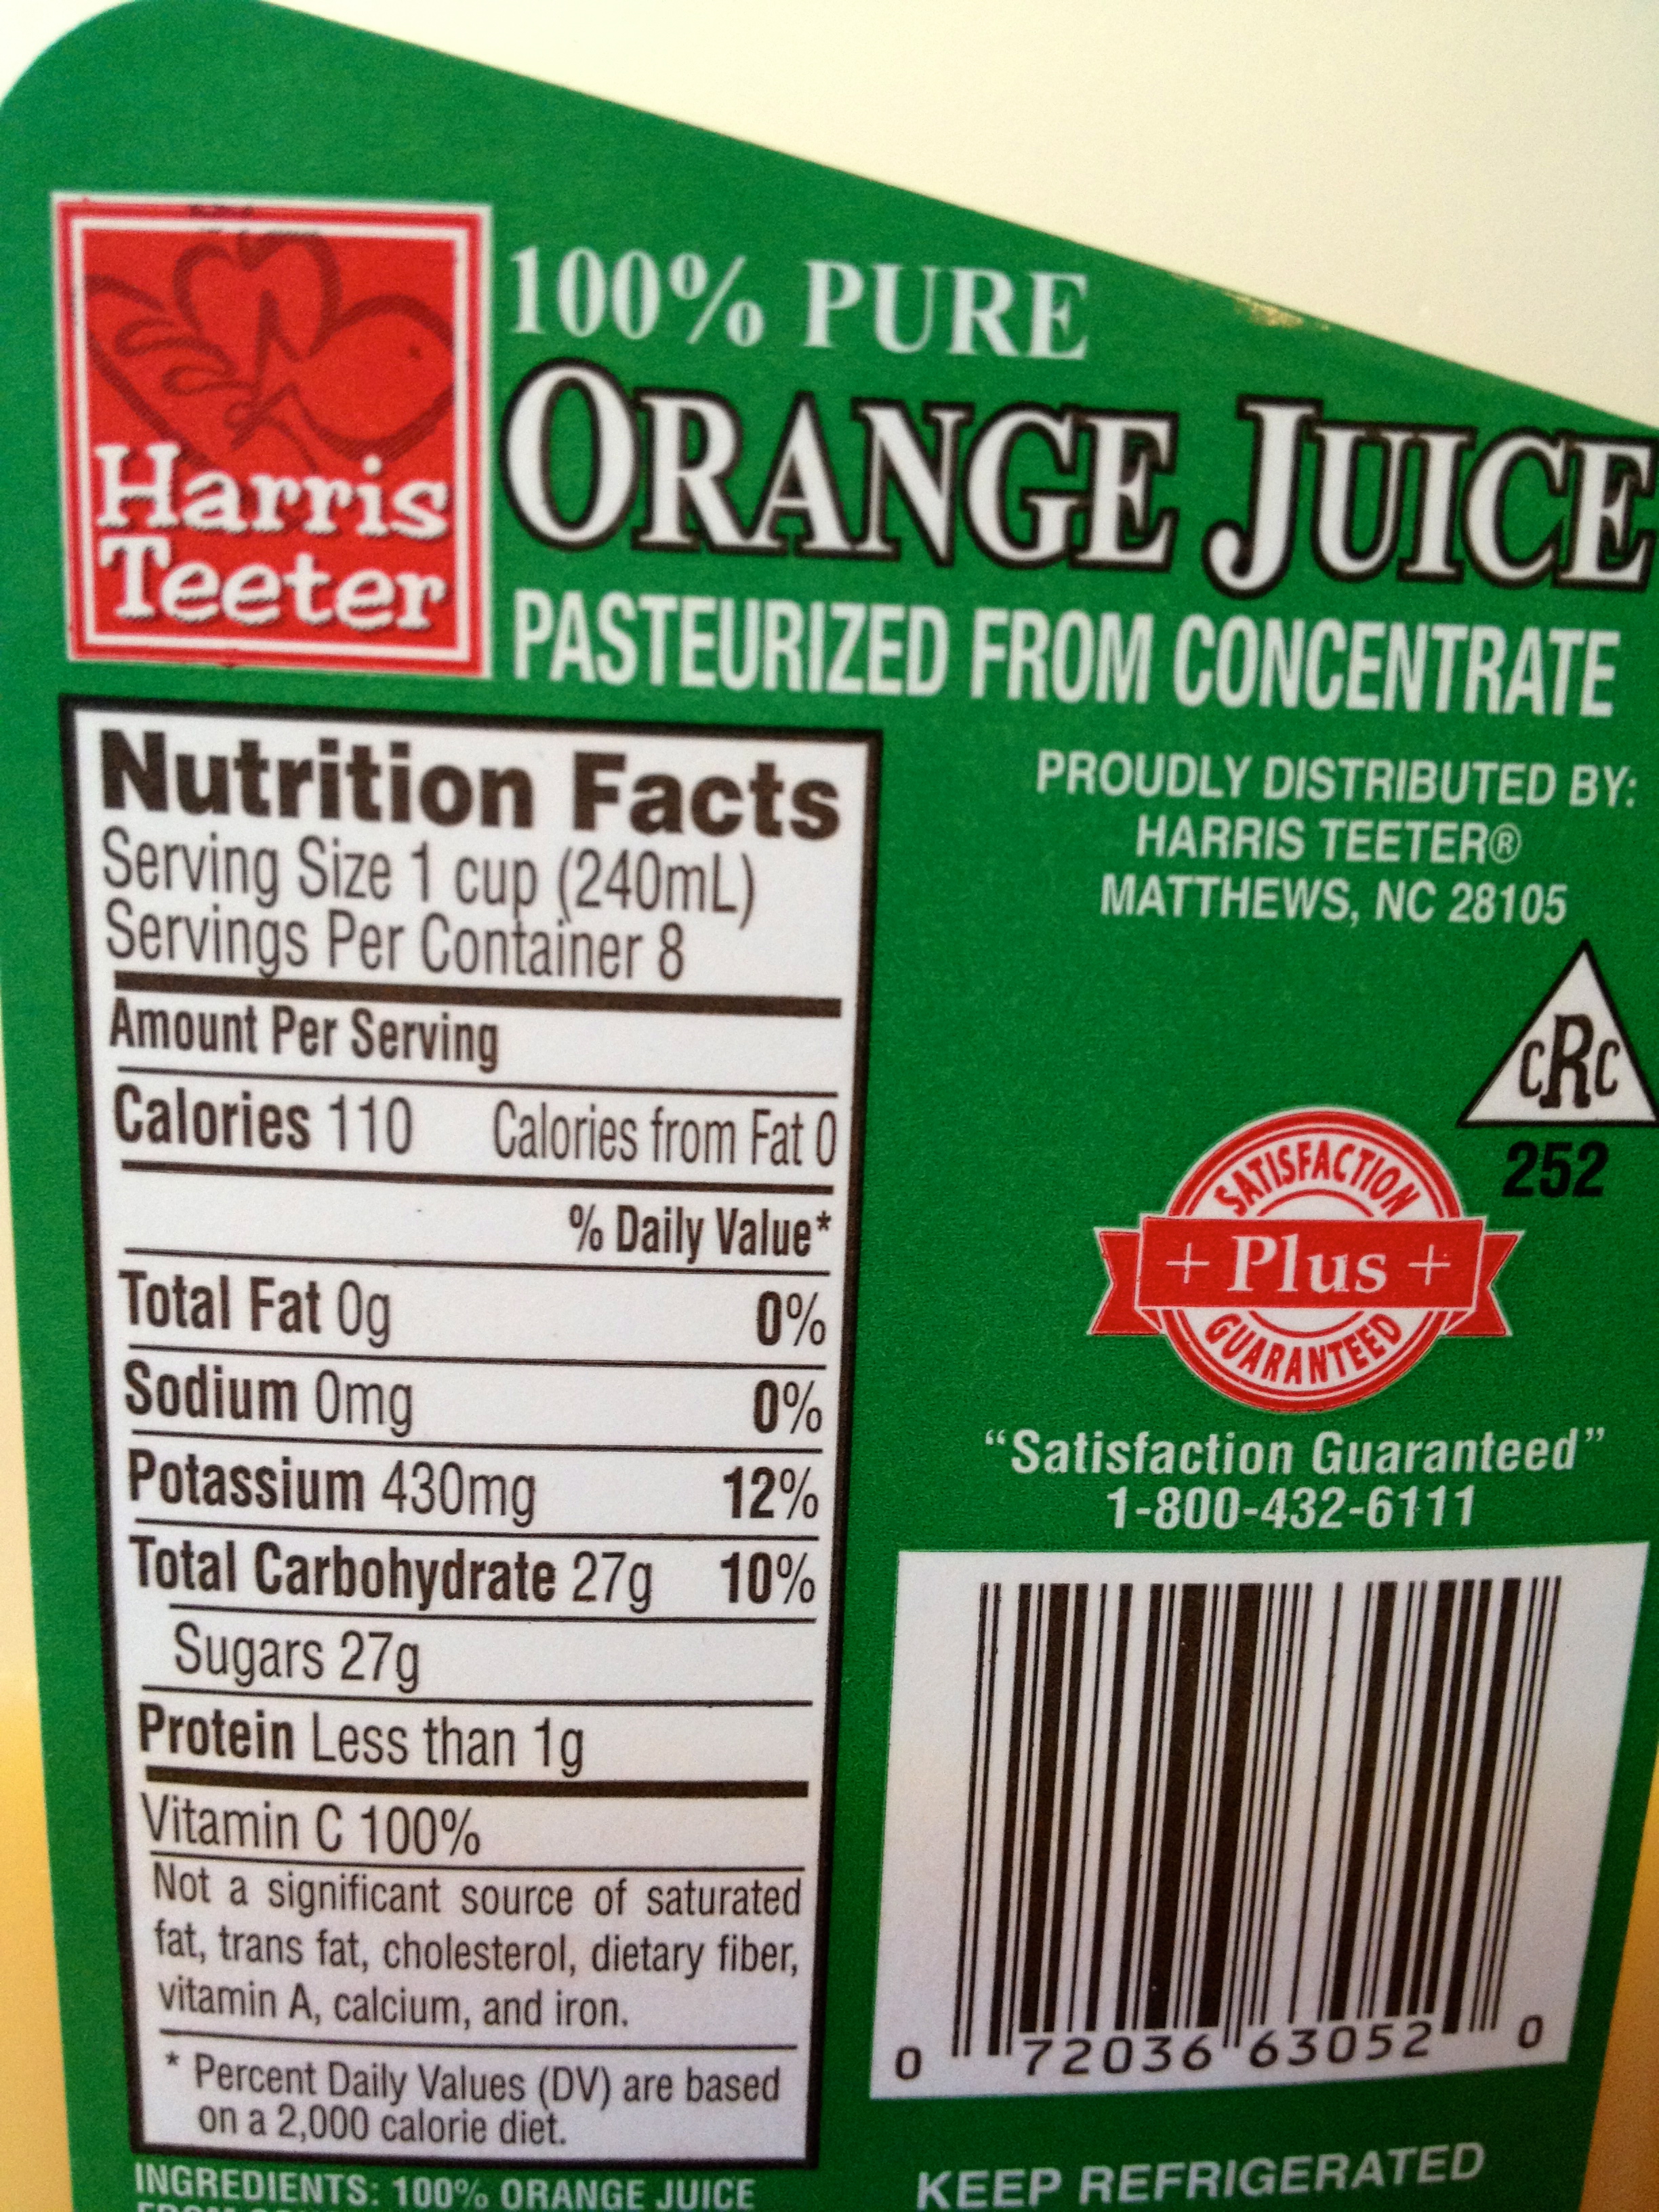 100% PURE
Harris
Teeter
ORANGE JUICE
PASTEURIZED FROM CONCENTRATE
Nutrition Facts
Serving Size 1 cup (240mL)
Servings Per Container 8
Amount Per Serving
Calories 110 Calories from Fat 0
% Daily Value*
Total Fat 0g 0%
Sodium 0mg 0%
Potassium 430mg 12%
Total Carbohydrate 27g 10%
Sugars 27g
Protein Less than 1g
Vitamin C 100%
Not a significant source of saturated
fat, trans fat, cholesterol, dietary fiber,
vitamin A, calcium, and iron.
* Percent Daily Values (DV) are based
on a 2,000 calorie diet.
INGREDIENTS: 100% ORANGE JUICE
PROUDLY DISTRIBUTED BY:
HARRIS TEETER®
MATTHEWS, NC 28105
CRC
252
SATISFACTION
+ Plus +
GUARANTEED
“Satisfaction Guaranteed”
1-800-432-6111
0 72036 63052 0
KEEP REFRIGERATED